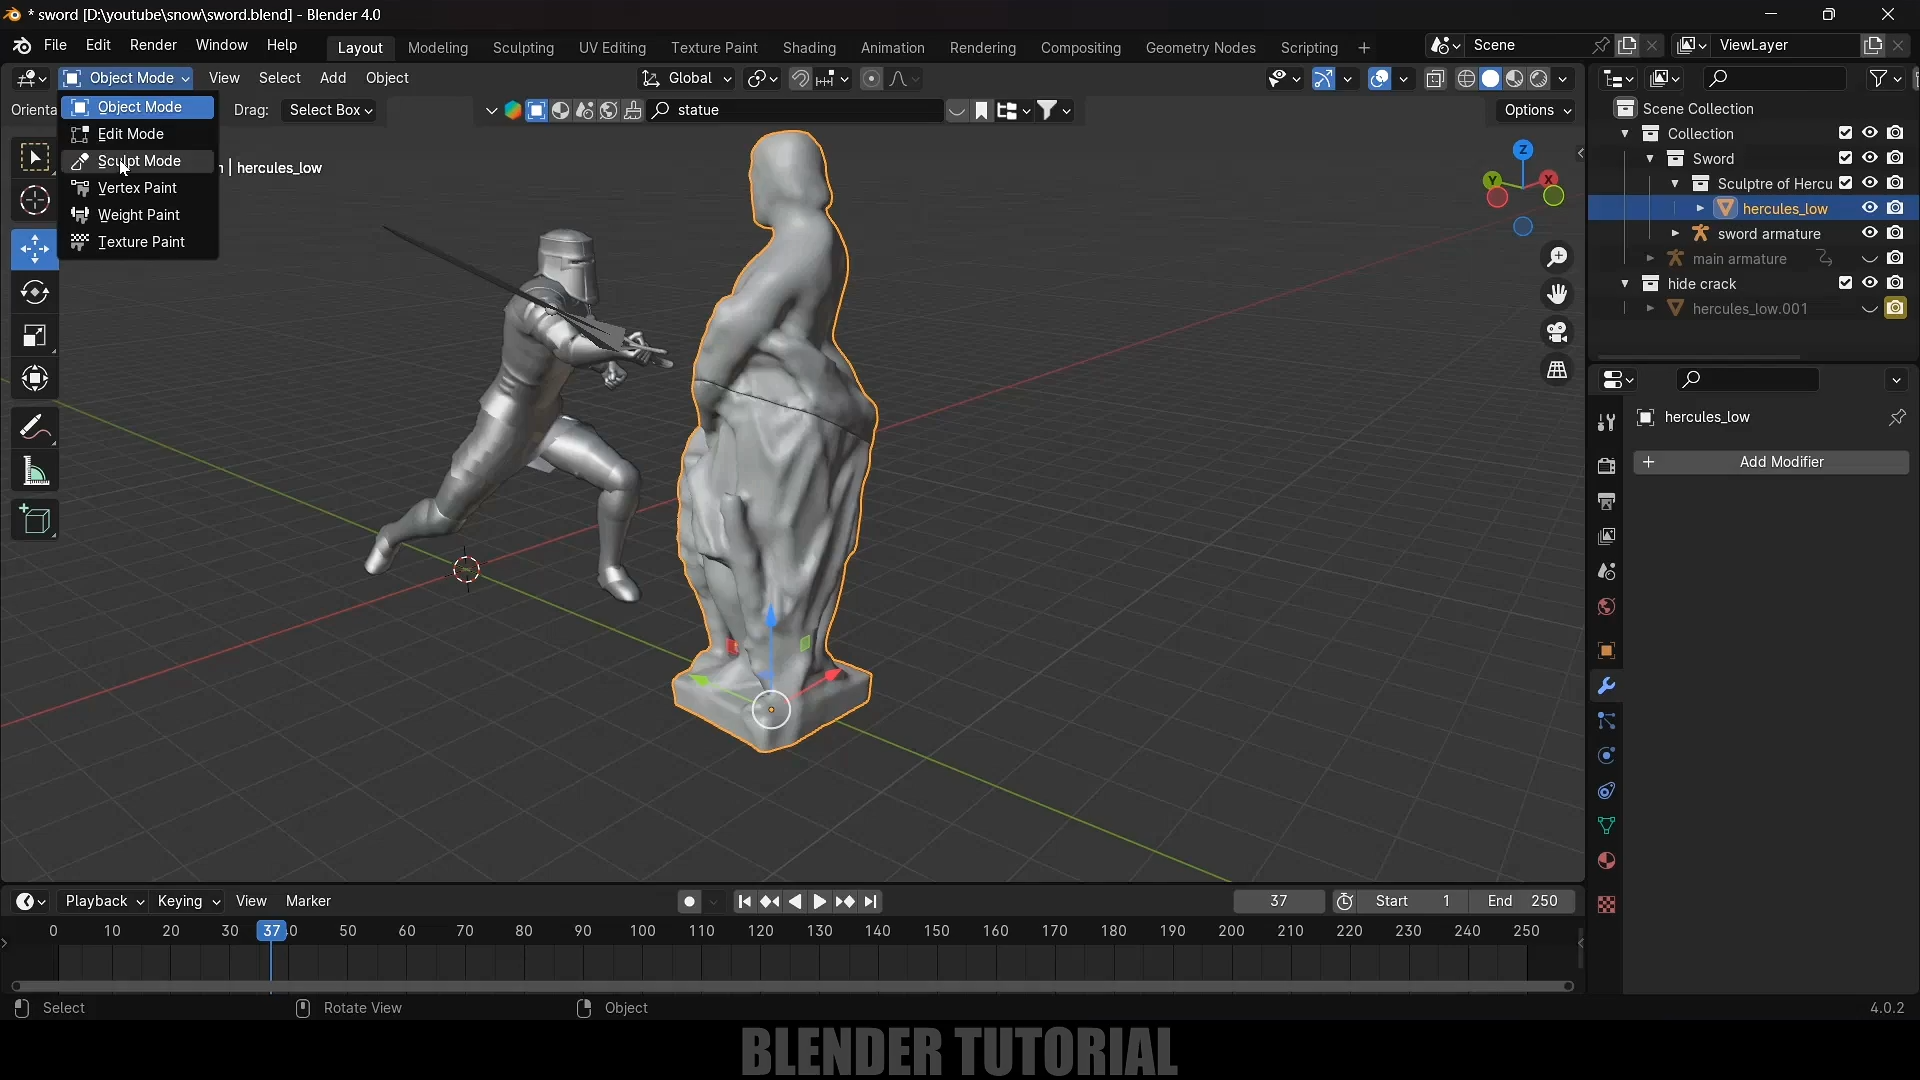 * sword [D:\youtube\snow\sword.blend] - Blender 4.0
File Edit Render Window Help Layout Modeling Sculpting UV Editing Texture Paint Shading Animation Rendering Compositing Geometry Nodes Scripting + Scene ViewLayer
Object Mode View Select Add Object Global
Orienta Drag: Select Box statue Options
Object Mode
Edit Mode
Sculpt Mode
Vertex Paint
Weight Paint
Texture Paint
| hercules_low
Z
Y
X
Scene Collection
Collection
Sword
Sculptre of Hercu
hercules_low
sword armature
main armature
hide crack
hercules_low.001
hercules_low
+ Add Modifier
Playback Keying View Marker 37 Start 1 End 250
0 10 20 30 37 40 50 60 70 80 90 100 110 120 130 140 150 160 170 180 190 200 210 220 230 240 250
Select Rotate View Object 4.0.2
BLENDER TUTORIAL